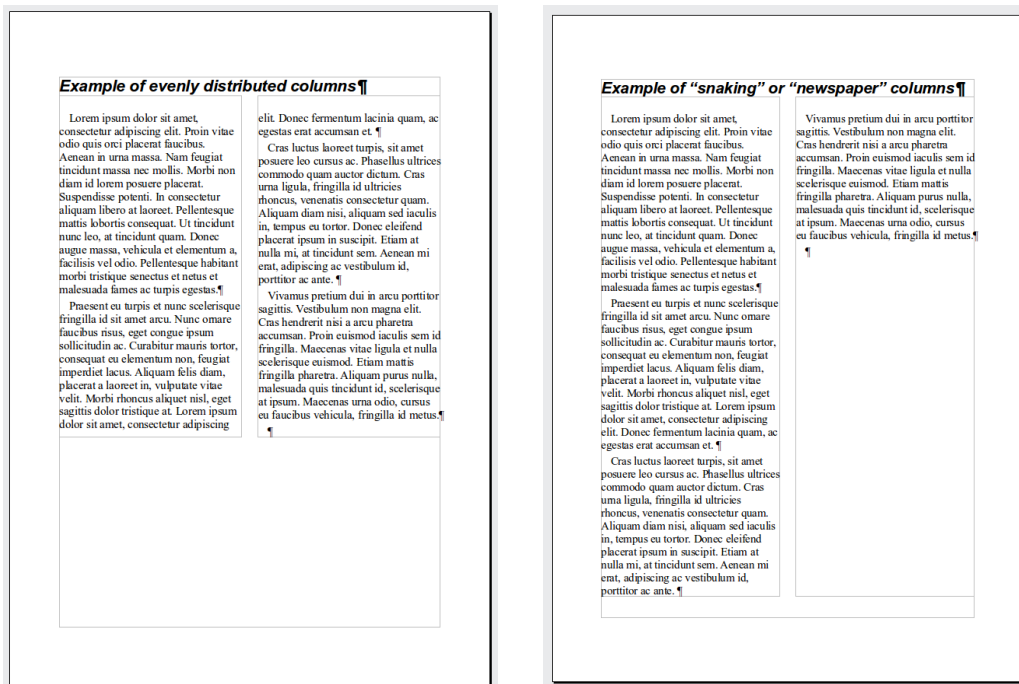 Example of evenly distributed columns¶
Lorem ipsum dolor sit amet,
consectetur adipiscing elit. Proin vitae
odio quis orci placerat faucibus.
Aenean in urna massa. Nam feugiat
tincidunt massa nec mollis. Morbi non
diam id lorem posuere placerat.
Suspendisse potenti. In consectetur
aliquam libero at laoreet. Pellentesque
mattis lobortis consequat. Ut tincidunt
nunc leo, at tincidunt quam. Donec
augue massa, vehicula et elementum a,
facilisis vel odio. Pellentesque habitant
morbi tristique senectus et netus et
malesuada fames ac turpis egestas.¶
Praesent eu turpis et nunc scelerisque
fringilla id sit amet arcu. Nunc ornare
faucibus risus, eget congue ipsum
sollicitudin ac. Curabitur mauris tortor,
consequat eu elementum non, feugiat
imperdiet lacus. Aliquam felis diam,
placerat a laoreet in, vulputate vitae
velit. Morbi rhoncus aliquet nisl, eget
sagittis dolor tristique at. Lorem ipsum
dolor sit amet, consectetur adipiscing
elit. Donec fermentum lacinia quam, ac
egestas erat accumsan et. ¶
Cras luctus laoreet turpis, sit amet
posuere leo cursus ac. Phasellus ultrices
commodo quam auctor dictum. Cras
urna ligula, fringilla id ultricies
rhoncus, venenatis consectetur quam.
Aliquam diam nisi, aliquam sed iaculis
in, tempus eu tortor. Donec eleifend
placerat ipsum in suscipit. Etiam at
nulla mi, at tincidunt sem. Aenean mi
erat, adipiscing ac vestibulum id,
porttitor ac ante. ¶
Vivamus pretium dui in arcu porttitor
sagittis. Vestibulum non magna elit.
Cras hendrerit nisi a arcu pharetra
accumsan. Proin euismod iaculis sem id
fringilla. Maecenas vitae ligula et nulla
scelerisque euismod. Etiam mattis
fringilla pharetra. Aliquam purus nulla,
malesuada quis tincidunt id, scelerisque
at ipsum. Maecenas urna odio, cursus
eu faucibus vehicula, fringilla id metus.¶
¶
Example of “snaking” or “newspaper” columns¶
Lorem ipsum dolor sit amet,
consectetur adipiscing elit. Proin vitae
odio quis orci placerat faucibus.
Aenean in urna massa. Nam feugiat
tincidunt massa nec mollis. Morbi non
diam id lorem posuere placerat.
Suspendisse potenti. In consectetur
aliquam libero at laoreet. Pellentesque
mattis lobortis consequat. Ut tincidunt
nunc leo, at tincidunt quam. Donec
augue massa, vehicula et elementum a,
facilisis vel odio. Pellentesque habitant
morbi tristique senectus et netus et
malesuada fames ac turpis egestas.¶
Praesent eu turpis et nunc scelerisque
fringilla id sit amet arcu. Nunc ornare
faucibus risus, eget congue ipsum
sollicitudin ac. Curabitur mauris tortor,
consequat eu elementum non, feugiat
imperdiet lacus. Aliquam felis diam,
placerat a laoreet in, vulputate vitae
velit. Morbi rhoncus aliquet nisl, eget
sagittis dolor tristique at. Lorem ipsum
dolor sit amet, consectetur adipiscing
elit. Donec fermentum lacinia quam, ac
egestas erat accumsan et. ¶
Cras luctus laoreet turpis, sit amet
posuere leo cursus ac. Phasellus ultrices
commodo quam auctor dictum. Cras
urna ligula, fringilla id ultricies
rhoncus, venenatis consectetur quam.
Aliquam diam nisi, aliquam sed iaculis
in, tempus eu tortor. Donec eleifend
placerat ipsum in suscipit. Etiam at
nulla mi, at tincidunt sem. Aenean mi
erat, adipiscing ac vestibulum id,
porttitor ac ante. ¶
Vivamus pretium dui in arcu porttitor
sagittis. Vestibulum non magna elit.
Cras hendrerit nisi a arcu pharetra
accumsan. Proin euismod iaculis sem id
fringilla. Maecenas vitae ligula et nulla
scelerisque euismod. Etiam mattis
fringilla pharetra. Aliquam purus nulla,
malesuada quis tincidunt id, scelerisque
at ipsum. Maecenas urna odio, cursus
eu faucibus vehicula, fringilla id metus.¶
¶